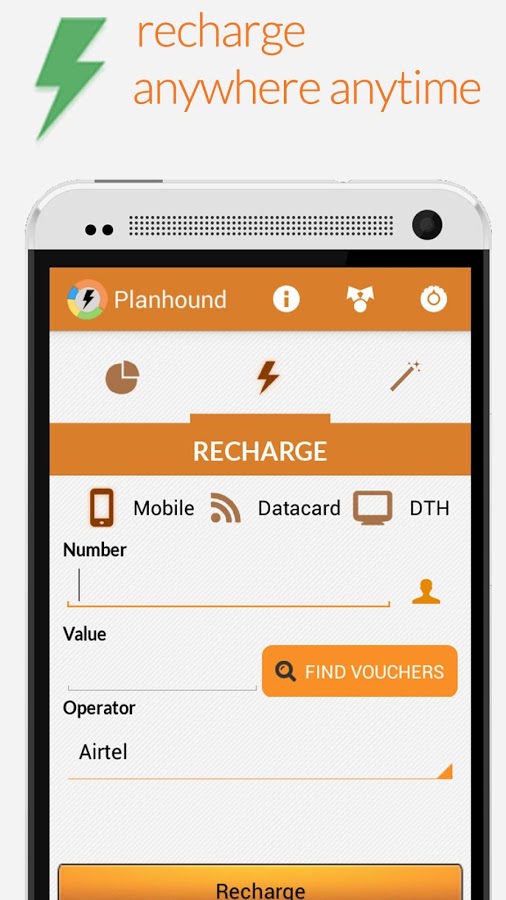 recharge
anywhere anytime
Planhound
RECHARGE
Mobile Datacard DTH
Number
Value
FIND VOUCHERS
Operator
Airtel
Recharge